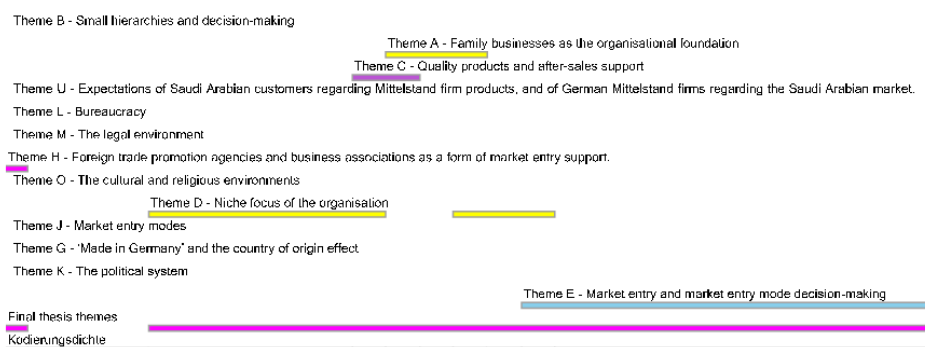 Theme B - Small hierarchies and decision-making
Theme A - Family businesses as the organisational foundation
Theme C - Quality products and after-sales support
Theme U - Expectations of Saudi Arabian customers regarding Mittelstand firm products, and of German Mittelstand firms regarding the Saudi Arabian market.
Theme L - Bureaucracy
Theme M - The legal environment
Theme H - Foreign trade promotion agencies and business associations as a form of market entry support.
Theme O - The cultural and religious environments
Theme D - Niche focus of the organisation
Theme J - Market entry modes
Theme G - 'Made in Germany' and the country of origin effect
Theme K - The political system
Theme E - Market entry and market entry mode decision-making
Final thesis themes
Kodierungsdichte